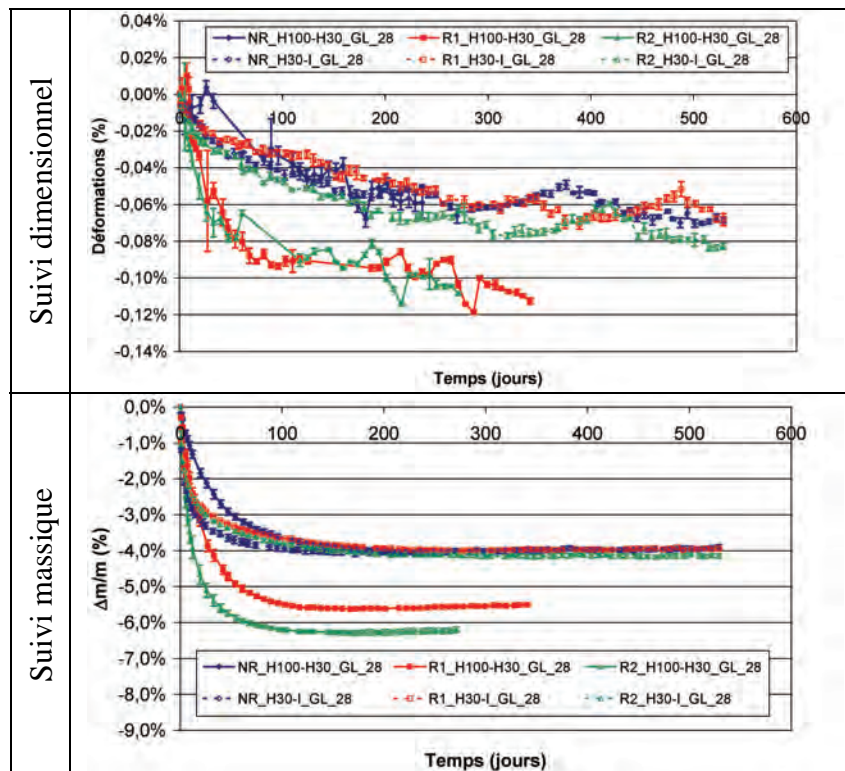 Suivi dimensionnel
0,04%
0,02%
0,00%
-0,02%
-0,04%
-0,06%
-0,08%
-0,10%
-0,12%
-0,14%
Déformations (%)
NR_H100-H30_GL_28 R1_H100-H30_GL_28 R2_H100-H30_GL_28
NR_H30-I_GL_28 R1_H30-I_GL_28 R2_H30-I_GL_28
0 100 200 300 400 500 600
Temps (jours)
Suivi massique
0,0%
-1,0%
-2,0%
-3,0%
-4,0%
-5,0%
-6,0%
-7,0%
-8,0%
-9,0%
Δm/m (%)
0 100 200 300 400 500 600
NR_H100-H30_GL_28 R1_H100-H30_GL_28 R2_H100-H30_GL_28
NR_H30-I_GL_28 R1_H30-I_GL_28 R2_H30-I_GL_28
Temps (jours)